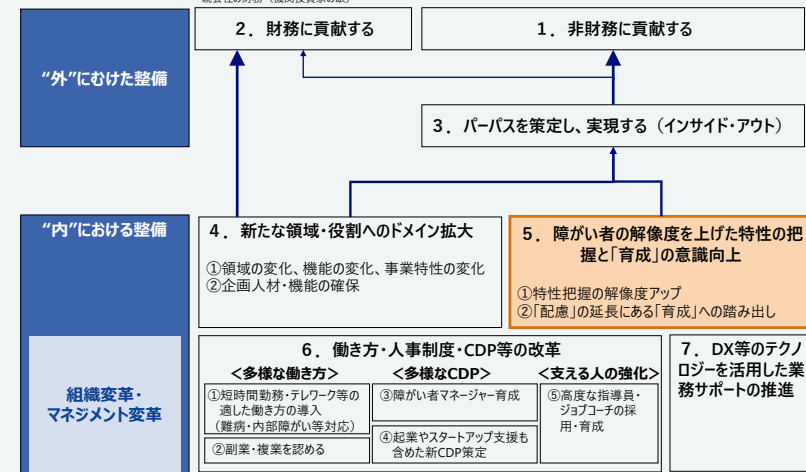 親会社の財務（機関投資家の眼）
2．財務に貢献する
1．非財務に貢献する
“外”にむけた整備
3．パーパスを策定し、実現する（インサイド・アウト）
“内”における整備
4．新たな領域・役割へのドメイン拡大
①領域の変化、機能の変化、事業特性の変化
②企画人材・機能の確保
5．障がい者の解像度を上げた特性の把
握と「育成」の意識向上
①特性把握の解像度アップ
②「配慮」の延長にある「育成」への踏み出し
組織変革・
マネジメント変革
6．働き方・人事制度・CDP等の改革
＜多様な働き方＞
①短時間勤務・テレワーク等の
適した働き方の導入
（難病・内部障がい等対応）
②副業・複業を認める
＜多様なCDP＞
③障がい者マネージャー育成
④起業やスタートアップ支援も
含めた新CDP策定
＜支える人の強化＞
⑤高度な指導員・
ジョブコーチの採
用・育成
7．DX等のテクノ
ロジーを活用した業
務サポートの推進